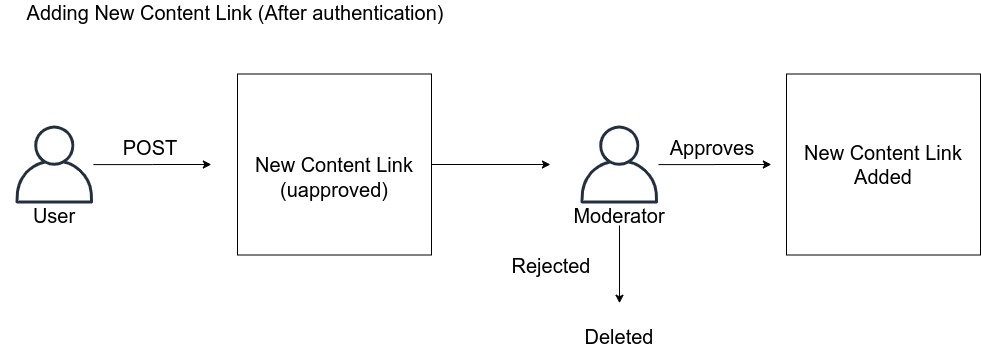 Adding New Content Link (After authentication)
POST
New Content Link
(uapproved)
User
Approves
Moderator
New Content Link
Added
Rejected
Deleted